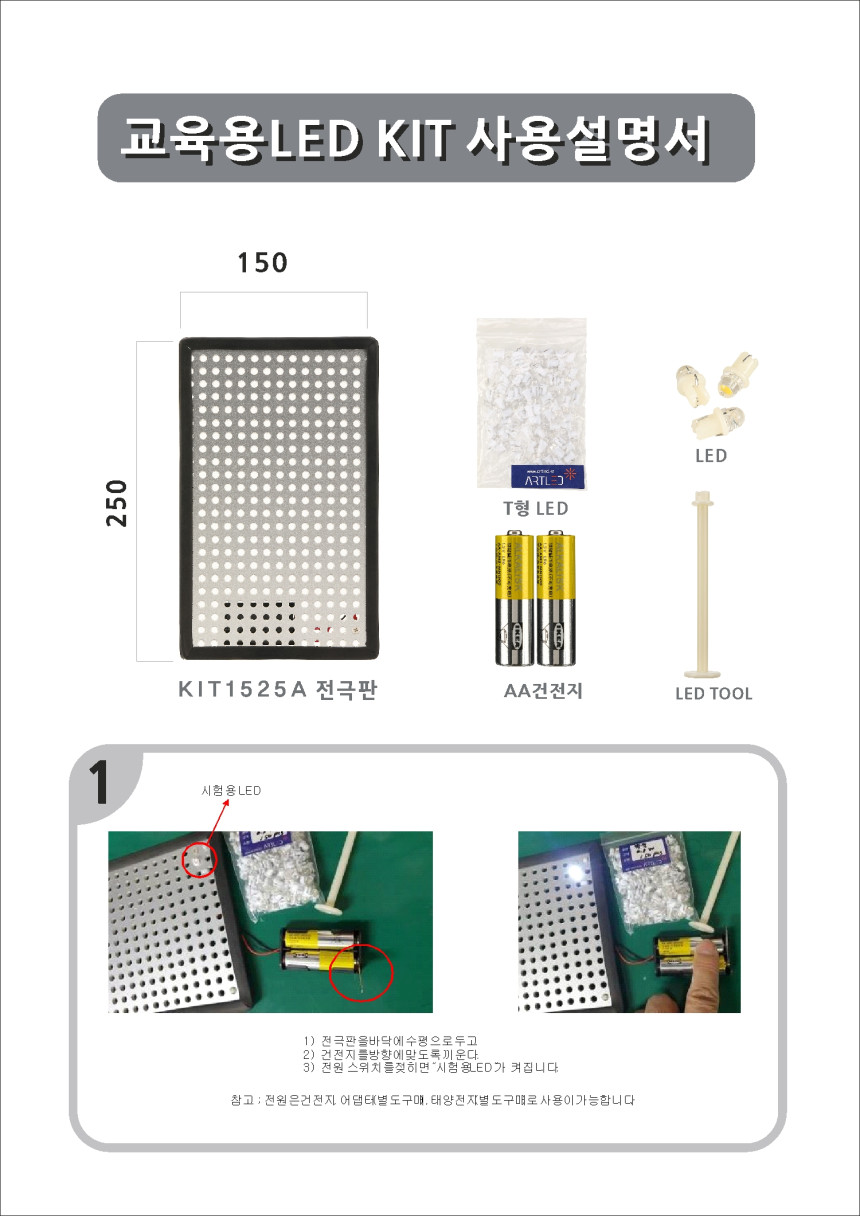 교육용LED KIT 사용설명서
150
250
www.artled.kr
ARTLED
LED
T형 LED
KIT1525A 전극판
AA건전지
LED TOOL
1
시험용LED
ARTLED
1) 전극판을바닥에수평으로두고
2) 건전지를방향에맞도록끼운다
3) 전원 스위치를젖히면 "시험용LED가 켜집니다
참고 : 전원은건전지, 어댑터(별도구매), 태양전지(별도구매)로사용이가능합니다